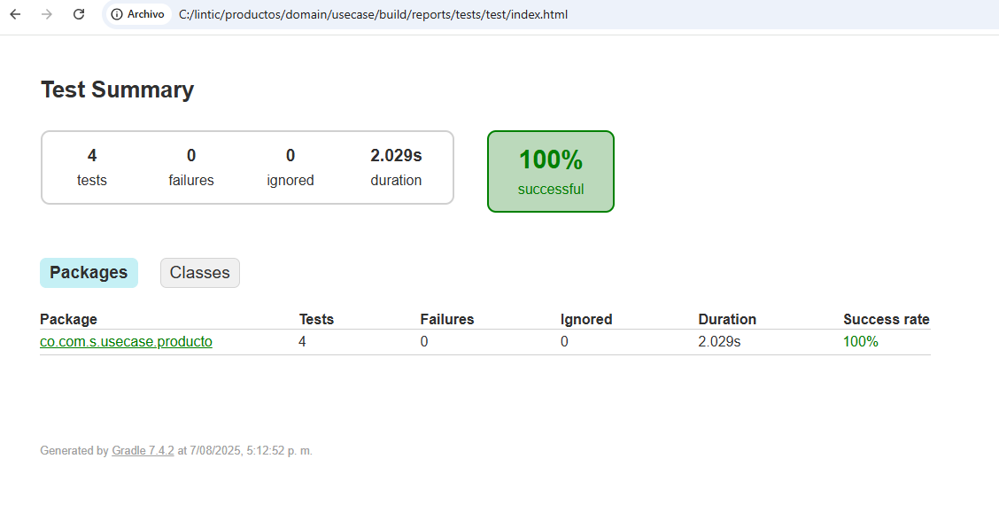 Archivo C:/lintic/productos/domain/usecase/build/reports/tests/test/index.html
Test Summary
4 0 0 2.029s
tests failures ignored duration
100%
successful
Packages Classes
Package Tests Failures Ignored Duration Success rate
co.com.s.usecase.producto 4 0 0 2.029s 100%
Generated by Gradle 7.4.2 at 7/08/2025, 5:12:52 p. m.